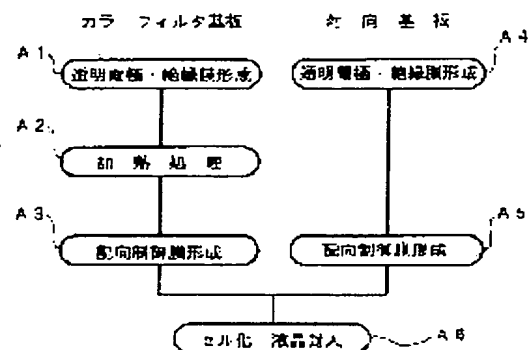 カラーフィルタ基板
対向基板
A1
透明電極・絶縁膜形成
A4
透明電極・絶縁膜形成
A2
加熱処理
A3
配向制御膜形成
A5
配向制御膜形成
セル化 液晶封入
A6